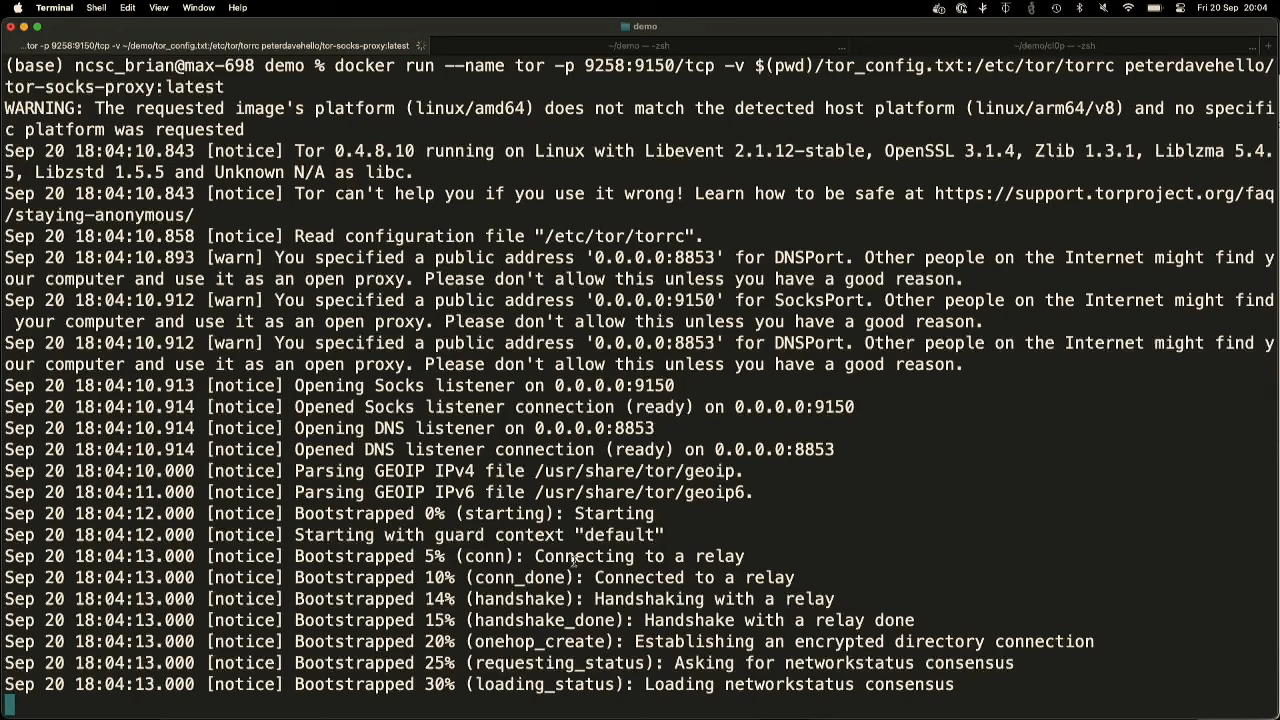 Terminal Shell Edit View Window Help Fri 20 Sep 20:04
demo
...tor -p 9258:9150/tcp -v ~/demo/tor_config.txt:/etc/tor/torrc peterdavehello/tor-socks-proxy:latest ~/demo — -zsh ... ~/demo/cl0p — -zsh ... +
(base) ncsc_brian@max-698 demo % docker run --name tor -p 9258:9150/tcp -v $(pwd)/tor_config.txt:/etc/tor/torrc peterdavehello/
tor-socks-proxy:latest
WARNING: The requested image's platform (linux/amd64) does not match the detected host platform (linux/arm64/v8) and no specifi
c platform was requested
Sep 20 18:04:10.843 [notice] Tor 0.4.8.10 running on Linux with Libevent 2.1.12-stable, OpenSSL 3.1.4, Zlib 1.3.1, Liblzma 5.4.
5, Libzstd 1.5.5 and Unknown N/A as libc.
Sep 20 18:04:10.843 [notice] Tor can't help you if you use it wrong! Learn how to be safe at https://support.torproject.org/faq
/staying-anonymous/
Sep 20 18:04:10.858 [notice] Read configuration file "/etc/tor/torrc".
Sep 20 18:04:10.893 [warn] You specified a public address '0.0.0.0:8853' for DNSPort. Other people on the Internet might find y
our computer and use it as an open proxy. Please don't allow this unless you have a good reason.
Sep 20 18:04:10.912 [warn] You specified a public address '0.0.0.0:9150' for SocksPort. Other people on the Internet might find
your computer and use it as an open proxy. Please don't allow this unless you have a good reason.
Sep 20 18:04:10.912 [warn] You specified a public address '0.0.0.0:8853' for DNSPort. Other people on the Internet might find y
our computer and use it as an open proxy. Please don't allow this unless you have a good reason.
Sep 20 18:04:10.913 [notice] Opening Socks listener on 0.0.0.0:9150
Sep 20 18:04:10.914 [notice] Opened Socks listener connection (ready) on 0.0.0.0:9150
Sep 20 18:04:10.914 [notice] Opening DNS listener on 0.0.0.0:8853
Sep 20 18:04:10.914 [notice] Opened DNS listener connection (ready) on 0.0.0.0:8853
Sep 20 18:04:10.000 [notice] Parsing GEOIP IPv4 file /usr/share/tor/geoip.
Sep 20 18:04:11.000 [notice] Parsing GEOIP IPv6 file /usr/share/tor/geoip6.
Sep 20 18:04:12.000 [notice] Bootstrapped 0% (starting): Starting
Sep 20 18:04:12.000 [notice] Starting with guard context "default"
Sep 20 18:04:13.000 [notice] Bootstrapped 5% (conn): Connecting to a relay
Sep 20 18:04:13.000 [notice] Bootstrapped 10% (conn_done): Connected to a relay
Sep 20 18:04:13.000 [notice] Bootstrapped 14% (handshake): Handshaking with a relay
Sep 20 18:04:13.000 [notice] Bootstrapped 15% (handshake_done): Handshake with a relay done
Sep 20 18:04:13.000 [notice] Bootstrapped 20% (onehop_create): Establishing an encrypted directory connection
Sep 20 18:04:13.000 [notice] Bootstrapped 25% (requesting_status): Asking for networkstatus consensus
Sep 20 18:04:13.000 [notice] Bootstrapped 30% (loading_status): Loading networkstatus consensus